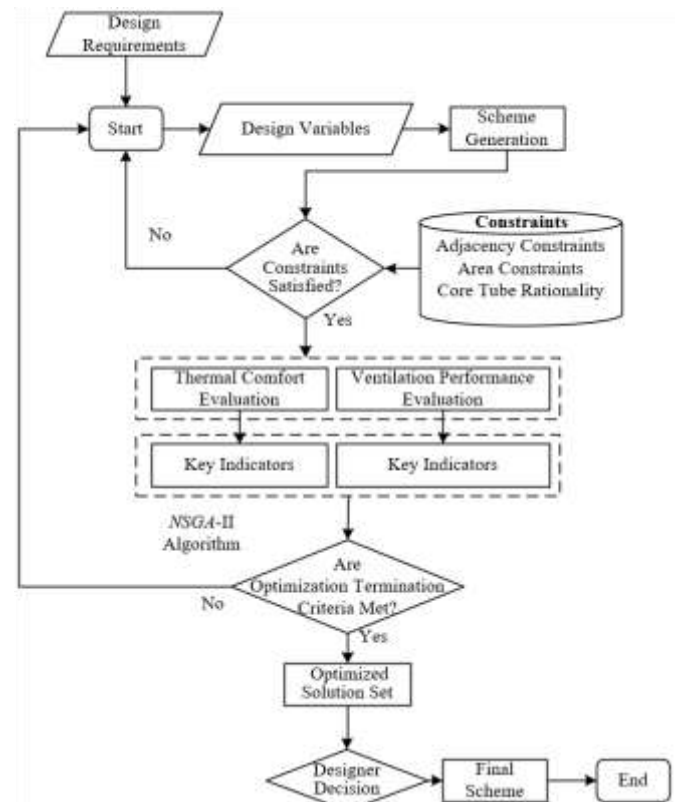 Design
Requirements
Start
Design Variables
Scheme
Generation
No
Are
Constraints
Satisfied?
Constraints
Adjacency Constraints
Area Constraints
Core Tube Rationality
Yes
Thermal Comfort
Evaluation
Ventilation Performance
Evaluation
Key Indicators
Key Indicators
NSGA-II
Algorithm
Are
Optimization Termination
Criteria Met?
No
Yes
Optimized
Solution Set
Designer
Decision
Final
Scheme
End